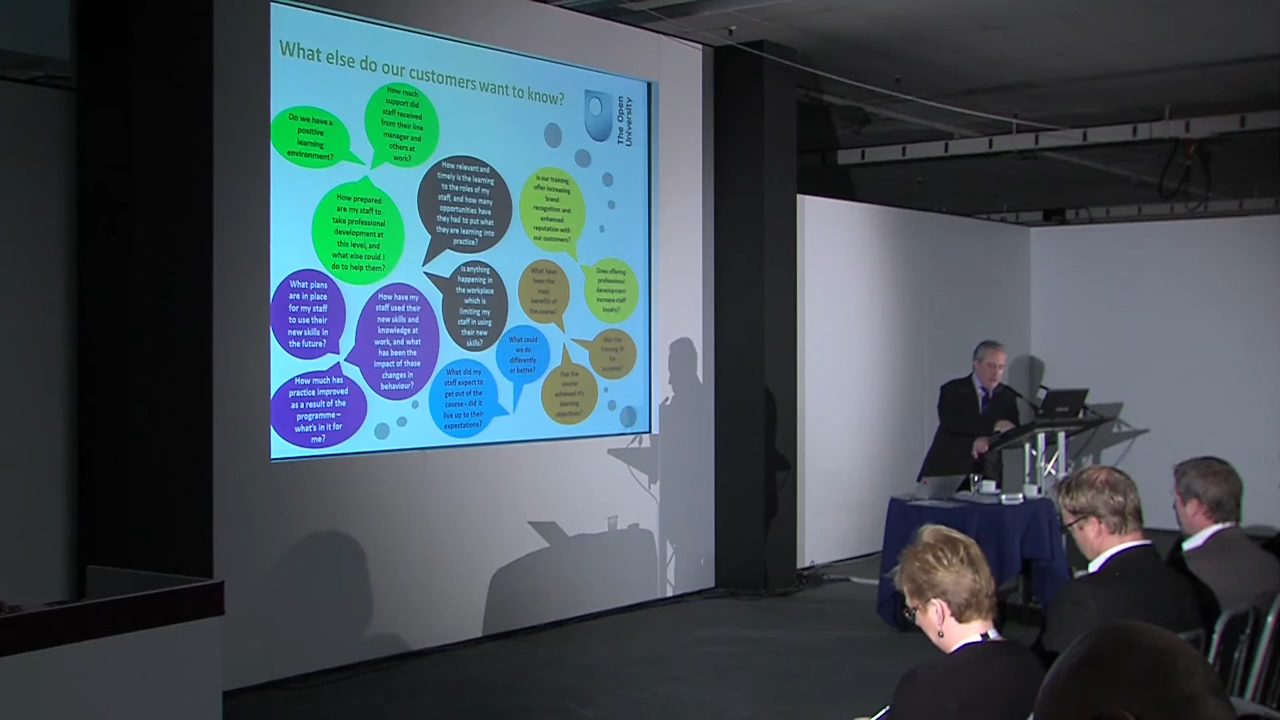 What else do our customers want to know?
The Open
University
How much
support did
staff received
from their line
manager and
others at
work?
Do we have a
positive
learning
environment?
How relevant and
timely is the learning
to the roles of my
staff, and how many
opportunities have
they had to put what
they are learning into
practice?
Is our training
offer increasing
brand
recognition and
enhanced
reputation with
our customers?
How prepared
are my staff to
take professional
development at
this level, and
what else could I
do to help them?
Is anything
happening in
the workplace
which is
limiting my
staff in using
their new
skills?
What have
been the
main
benefits of
the course?
Does offering
professional
development
increase staff
loyalty?
What plans
are in place
for my staff
to use their
new skills in
the future?
How have my
staff used their
new skills and
knowledge at
work, and what
has been the
impact of these
changes in
behaviour?
What could
we do
differently
or better?
Was the
training fit
for
purpose?
How much has
practice improved
as a result of the
programme –
what's in it for
me?
What did my
staff expect to
get out of the
course - did it
live up to their
expectations?
Has the
course
achieved it's
learning
objectives?